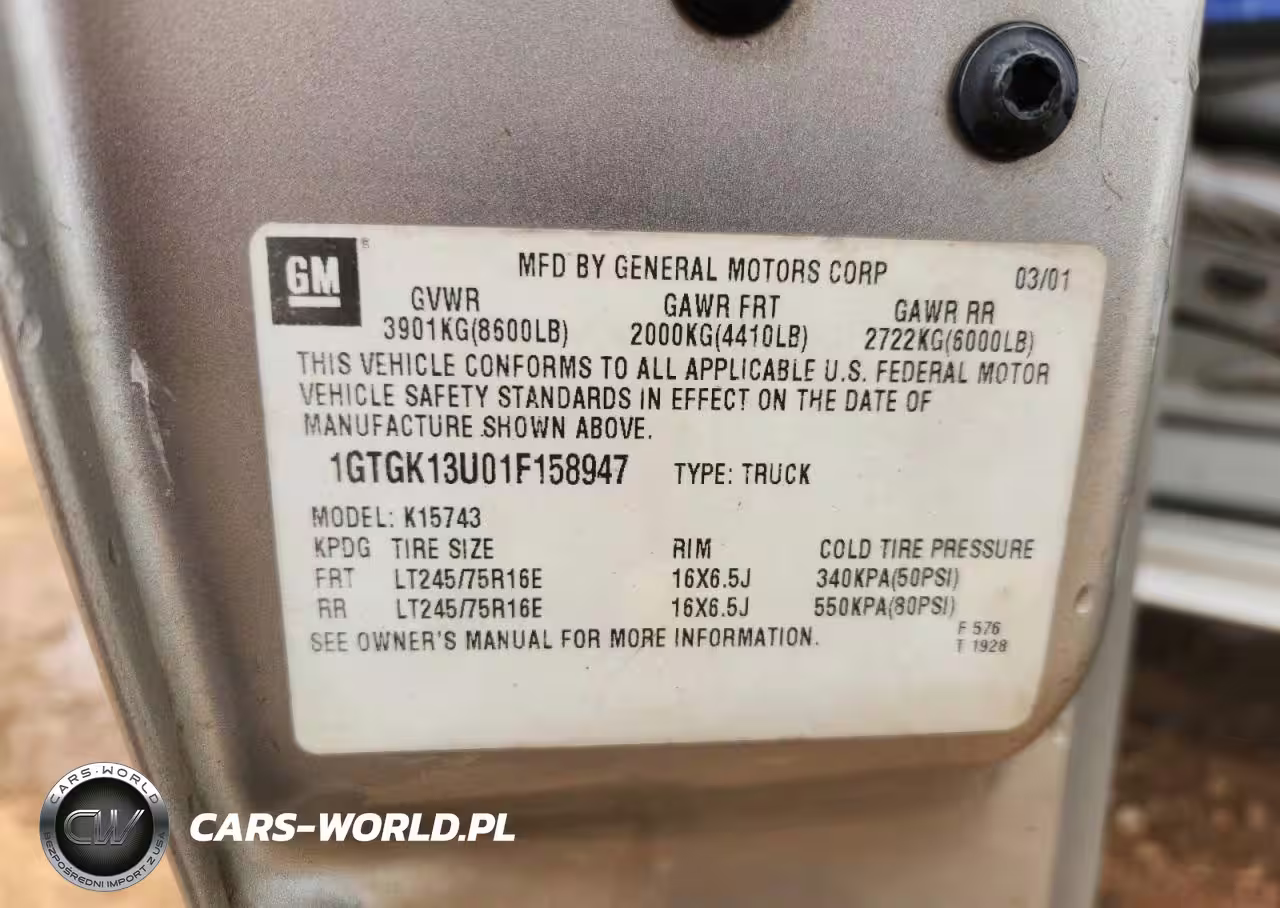 GM ®
MFD BY GENERAL MOTORS CORP 03/01
GVWR GAWR FRT GAWR RR
3901KG(8600LB) 2000KG(4410LB) 2722KG(6000LB)
THIS VEHICLE CONFORMS TO ALL APPLICABLE U.S. FEDERAL MOTOR
VEHICLE SAFETY STANDARDS IN EFFECT ON THE DATE OF
MANUFACTURE SHOWN ABOVE.
1GTGK13U01F158947 TYPE: TRUCK
MODEL: K15743
KPDG TIRE SIZE RIM COLD TIRE PRESSURE
FRT LT245/75R16E 16X6.5J 340KPA(50PSI)
RR LT245/75R16E 16X6.5J 550KPA(80PSI)
SEE OWNER'S MANUAL FOR MORE INFORMATION.
F 576
T 1928
CARS-WORLD
CW
BEZPOŚREDNI IMPORT Z USA
CARS-WORLD.PL